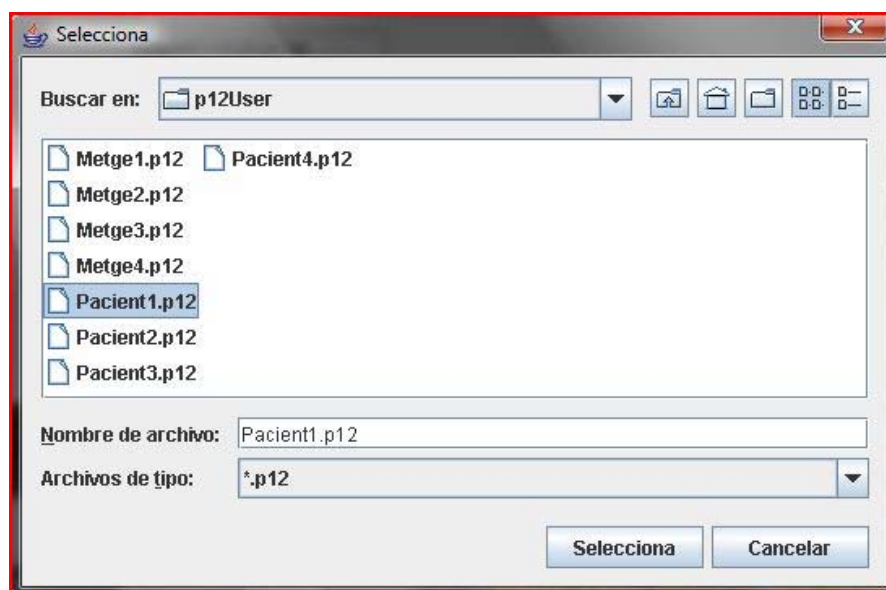 Selecciona
Buscar en: p12User
Metge1.p12 Pacient4.p12
Metge2.p12
Metge3.p12
Metge4.p12
Pacient1.p12
Pacient2.p12
Pacient3.p12
Nombre de archivo: Pacient1.p12
Archivos de tipo: *.p12
Selecciona Cancelar